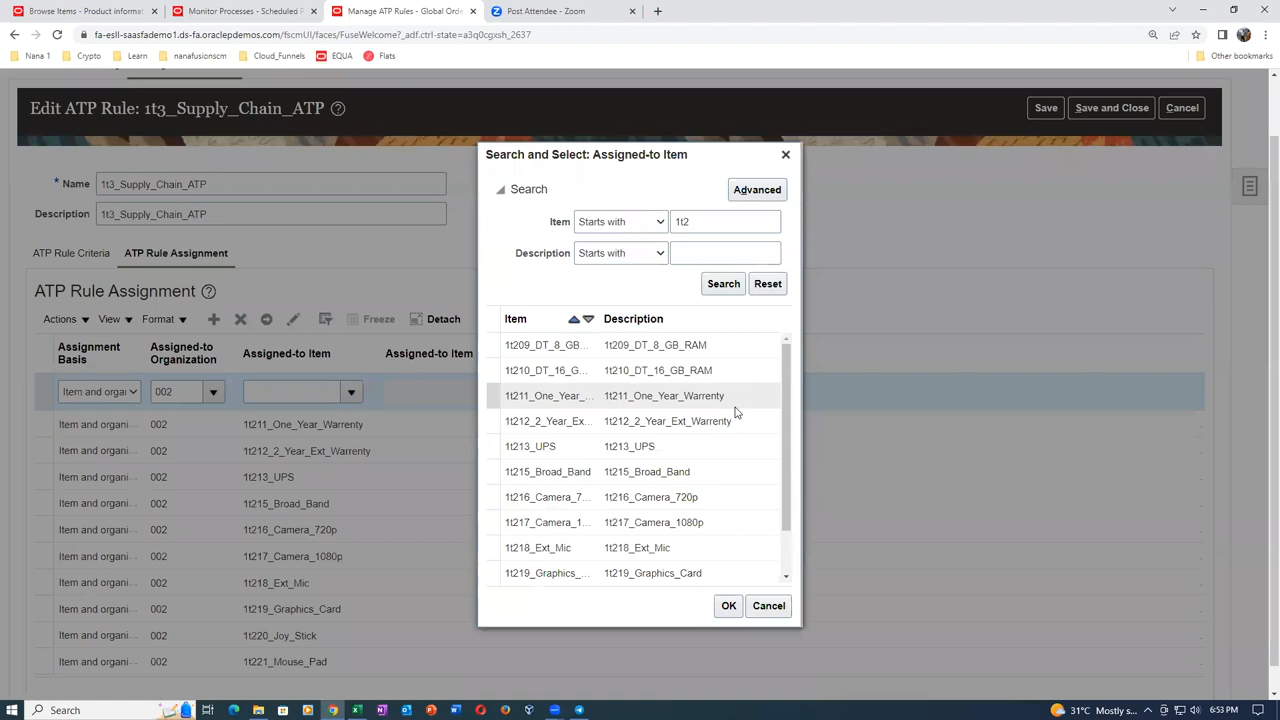 Browse Items - Product informat
Monitor Processes - Scheduled P
Manage ATP Rules - Global Orde
Post Attendee - Zoom
fa-esll-saasfademo1.ds-fa.oraclepdemos.com/fscmUI/faces/FuseWelcome?_adf.ctrl-state=a3q0cgxsh_2637
Nana 1
Crypto
Learn
nanafusionscm
Cloud_Funnels
EQUA
Flats
Other bookmarks
Edit ATP Rule: 1t3_Supply_Chain_ATP
Save
Save and Close
Cancel
* Name 1t3_Supply_Chain_ATP
Description 1t3_Supply_Chain_ATP
ATP Rule Criteria
ATP Rule Assignment
ATP Rule Assignment
Actions View Format Freeze Detach
Assignment Basis
Assigned-to Organization
Assigned-to Item
Assigned-to Item
Item and orga 002
Item and organi... 002 1t211_One_Year_Warrenty
Item and organi... 002 1t212_2_Year_Ext_Warrenty
Item and organi... 002 1t213_UPS
Item and organi... 002 1t215_Broad_Band
Item and organi... 002 1t216_Camera_720p
Item and organi... 002 1t217_Camera_1080p
Item and organi... 002 1t218_Ext_Mic
Item and organi... 002 1t219_Graphics_Card
Item and organi... 002 1t220_Joy_Stick
Item and organi... 002 1t221_Mouse_Pad
Search and Select: Assigned-to Item
Search
Advanced
Item Starts with 1t2
Description Starts with
Search
Reset
Item Description
1t209_DT_8_GB... 1t209_DT_8_GB_RAM
1t210_DT_16_G... 1t210_DT_16_GB_RAM
1t211_One_Year_... 1t211_One_Year_Warrenty
1t212_2_Year_Ex... 1t212_2_Year_Ext_Warrenty
1t213_UPS 1t213_UPS
1t215_Broad_Band 1t215_Broad_Band
1t216_Camera_7... 1t216_Camera_720p
1t217_Camera_1... 1t217_Camera_1080p
1t218_Ext_Mic 1t218_Ext_Mic
1t219_Graphics_... 1t219_Graphics_Card
OK
Cancel
Search
31°C Mostly s...
ENG
6:53 PM